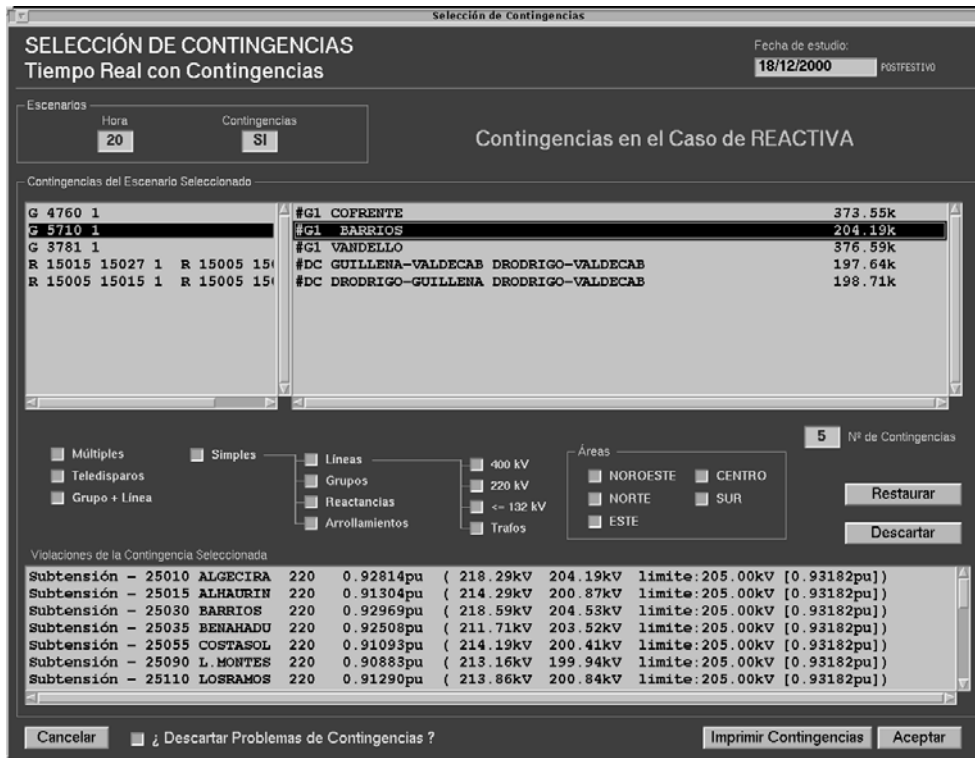 Selección de Contingencias
SELECCIÓN DE CONTINGENCIAS
Tiempo Real con Contingencias
Fecha de estudio:
18/12/2000 POSTFESTIVO
Escenarios
Hora Contingencias
20 SI
Contingencias en el Caso de REACTIVA
Contingencias del Escenario Seleccionado
G 4760 1 #G1 COFRENTE 373.55k
G 5710 1 #G1 BARRIOS 204.19k
G 3781 1 #G1 VANDELLO 376.59k
R 15015 15027 1 R 15005 150 #DC GUILLENA-VALDECAB DRODRIGO-VALDECAB 197.64k
R 15005 15015 1 R 15005 150 #DC DRODRIGO-GUILLENA DRODRIGO-VALDECAB 198.71k
5 Nº de Contingencias
Múltiples Simples Líneas 400 kV
Teledisparos Grupos 220 kV
Grupo + Línea Reactancias <= 132 kV
Arrollamientos Trafos
Áreas
NOROESTE CENTRO
NORTE SUR
ESTE
Restaurar
Descartar
Violaciones de la Contingencia Seleccionada
Subtensión - 25010 ALGECIRA 220 0.92814pu ( 218.29kV 204.19kV limite:205.00kV [0.93182pu])
Subtensión - 25015 ALHAURIN 220 0.91304pu ( 214.29kV 200.87kV limite:205.00kV [0.93182pu])
Subtensión - 25030 BARRIOS 220 0.92969pu ( 218.59kV 204.53kV limite:205.00kV [0.93182pu])
Subtensión - 25035 BENAHADU 220 0.92508pu ( 211.71kV 203.52kV limite:205.00kV [0.93182pu])
Subtensión - 25055 COSTASOL 220 0.91093pu ( 214.19kV 200.41kV limite:205.00kV [0.93182pu])
Subtensión - 25090 L.MONTES 220 0.90883pu ( 213.16kV 199.94kV limite:205.00kV [0.93182pu])
Subtensión - 25110 LOSRAMOS 220 0.91290pu ( 213.86kV 200.84kV limite:205.00kV [0.93182pu])
Cancelar ¿ Descartar Problemas de Contingencias ? Imprimir Contingencias Aceptar